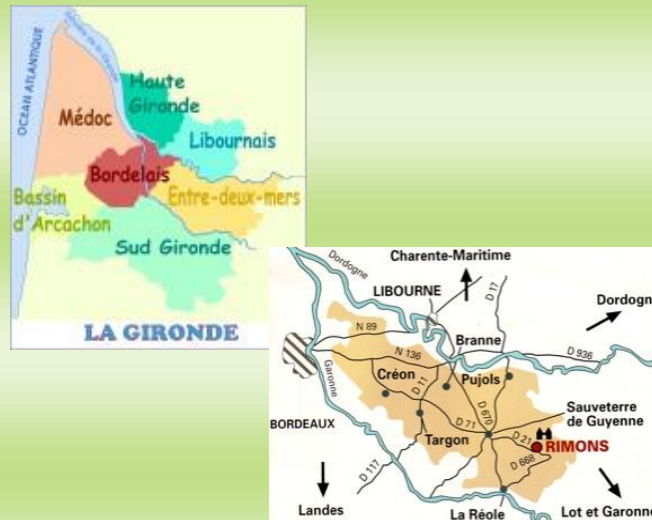 OCEAN ATLANTIQUE
Estuaire de la Gironde
Haute
Gironde
Médoc
Libournais
Bordelais
Bassin
d'Arcachon
Entre-deux-mers
Sud Gironde
LA GIRONDE
Charente-Maritime
Dordogne
LIBOURNE
D 17
Dordogne
N 89
Branne
N 136
D 936
Créon
D 11
Pujols
Garonne
D 670
Sauveterre
de Guyenne
BORDEAUX
D 71
Targon
D 21
RIMONS
D 668
D 117
Landes
La Réole
Lot et Garonne